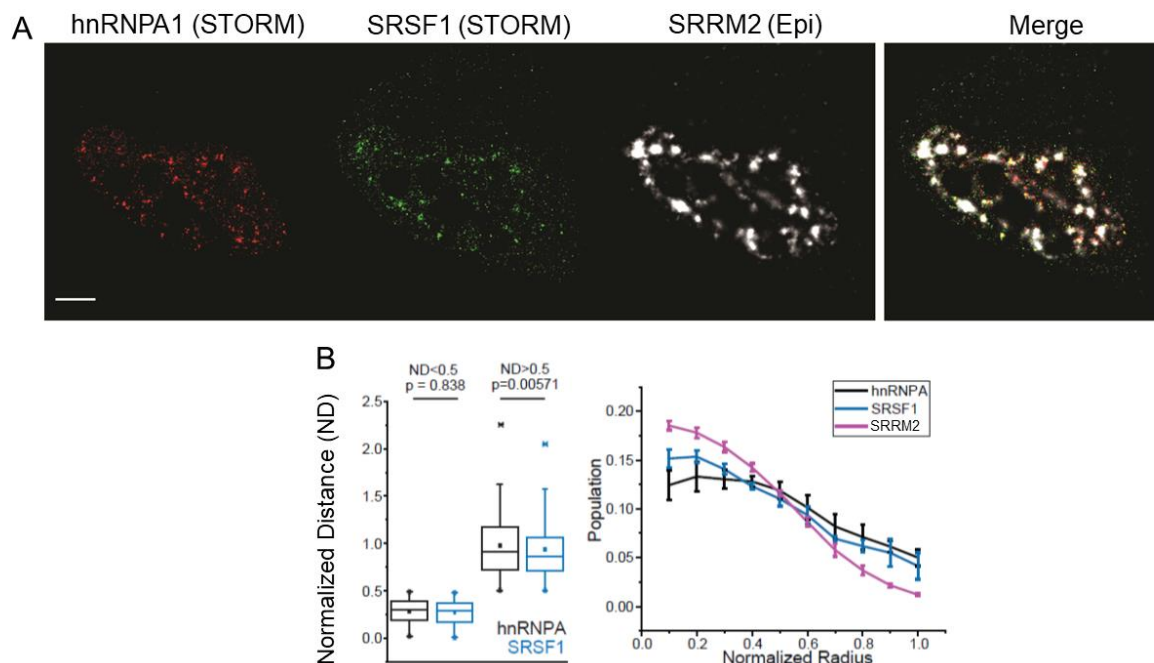 A
hnRNPA1 (STORM) SRSF1 (STORM) SRRM2 (Epi) Merge
B
ND<0.5 ND>0.5
p = 0.838 p=0.00571
Normalized Distance (ND)
2.5
2.0
1.5
1.0
0.5
0.0
hnRNPA
SRSF1
hnRNPA
SRSF1
SRRM2
Population
0.20
0.15
0.10
0.05
0.00
0.0 0.2 0.4 0.6 0.8 1.0
Normalized Radius